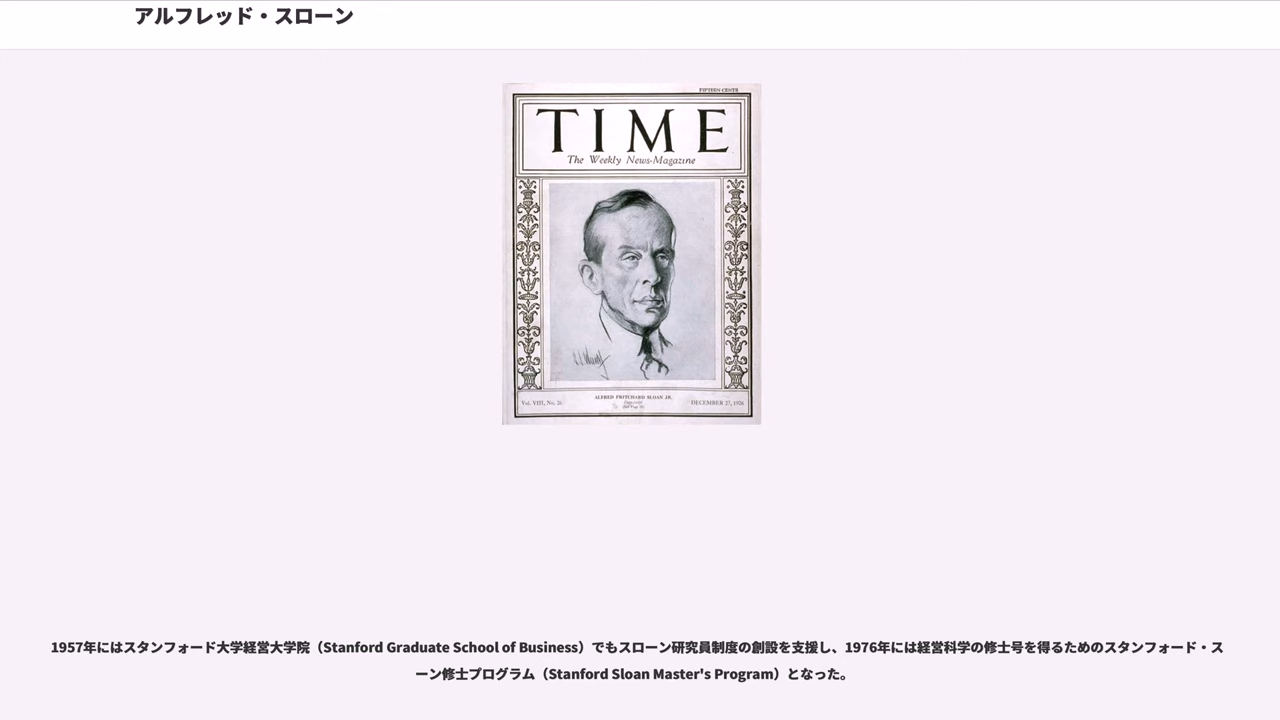 アルフレッド・スローン
FIFTEEN CENTS
TIME
The Weekly News-Magazine
ALFRED PRITCHARD SLOAN JR.
Vol. VIII, No. 26
DECEMBER 27, 1926
1957年にはスタンフォード大学経営大学院（Stanford Graduate School of Business）でもスローン研究員制度の創設を支援し、1976年には経営科学の修士号を得るためのスタンフォード・ス
ーン修士プログラム（Stanford Sloan Master's Program）となった。